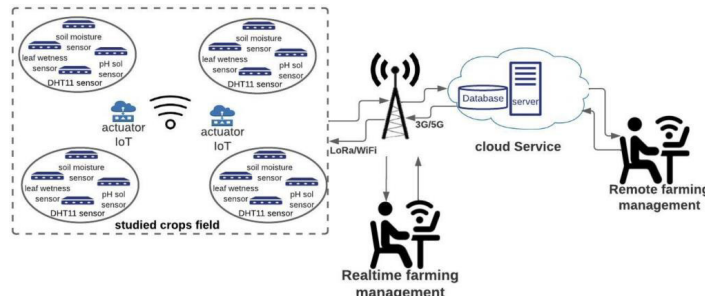 soil moisture
sensor
leaf wetness
sensor
pH sol
sensor
DHT11 sensor
soil moisture
sensor
leaf wetness
sensor
pH sol
sensor
DHT11 sensor
actuator
IoT
actuator
IoT
soil moisture
sensor
leaf wetness
sensor
pH sol
sensor
DHT11 sensor
soil moisture
sensor
leaf wetness
sensor
pH sol
sensor
DHT11 sensor
studied crops field
LoRa/WiFi
3G/5G
Database
server
cloud Service
Remote farming
management
Realtime farming
management